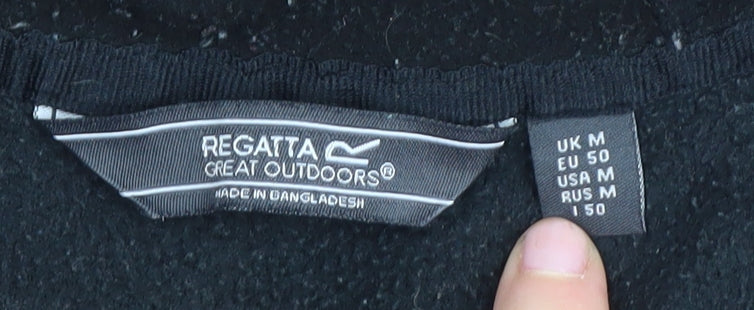 REGATTA
GREAT OUTDOORS®
MADE IN BANGLADESH
UK M
EU 50
USA M
RUS M
I 50